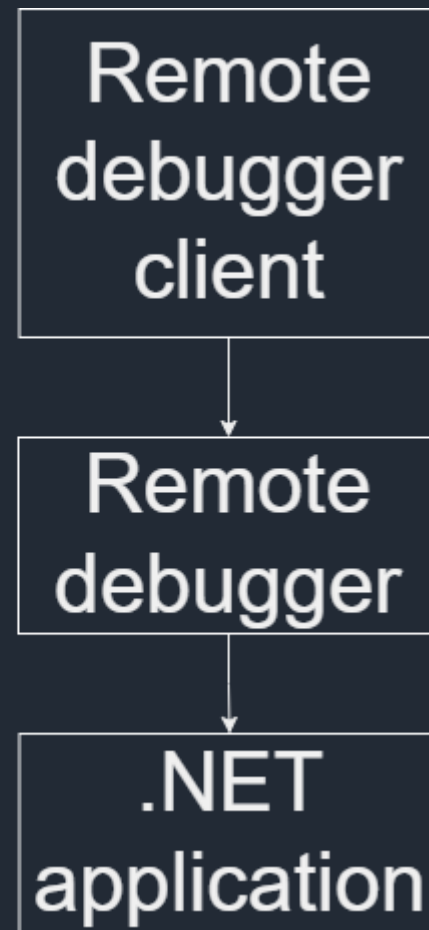 Remote
debugger
client
Remote
debugger
.NET
application